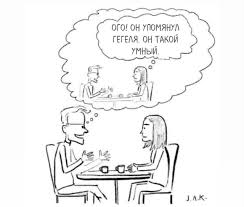 ОГО! ОН УПОМЯНУЛ
ГЕГЕЛЯ. ОН ТАКОЙ
УМНЫЙ.
J.A.K.